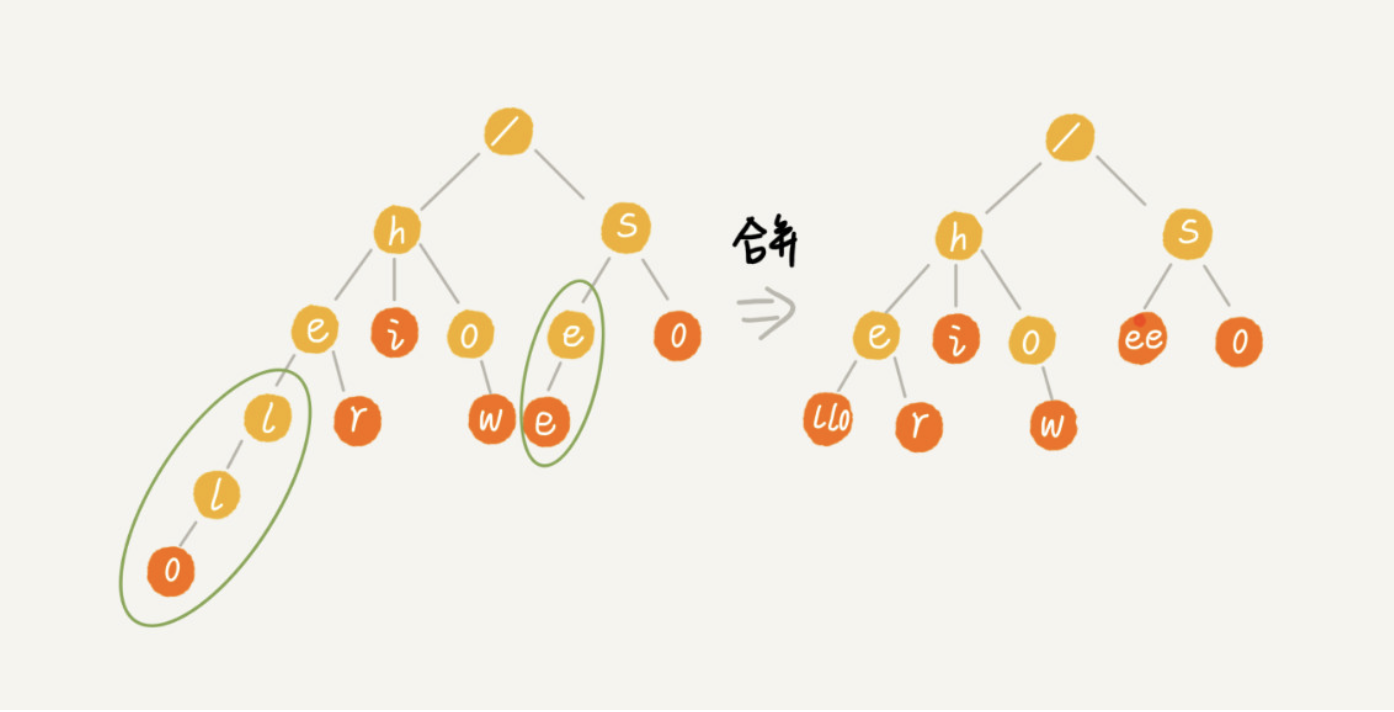 /
h S
e i o e o
l r w e
l
o
合并
/
h S
e i o ee o
llo r w